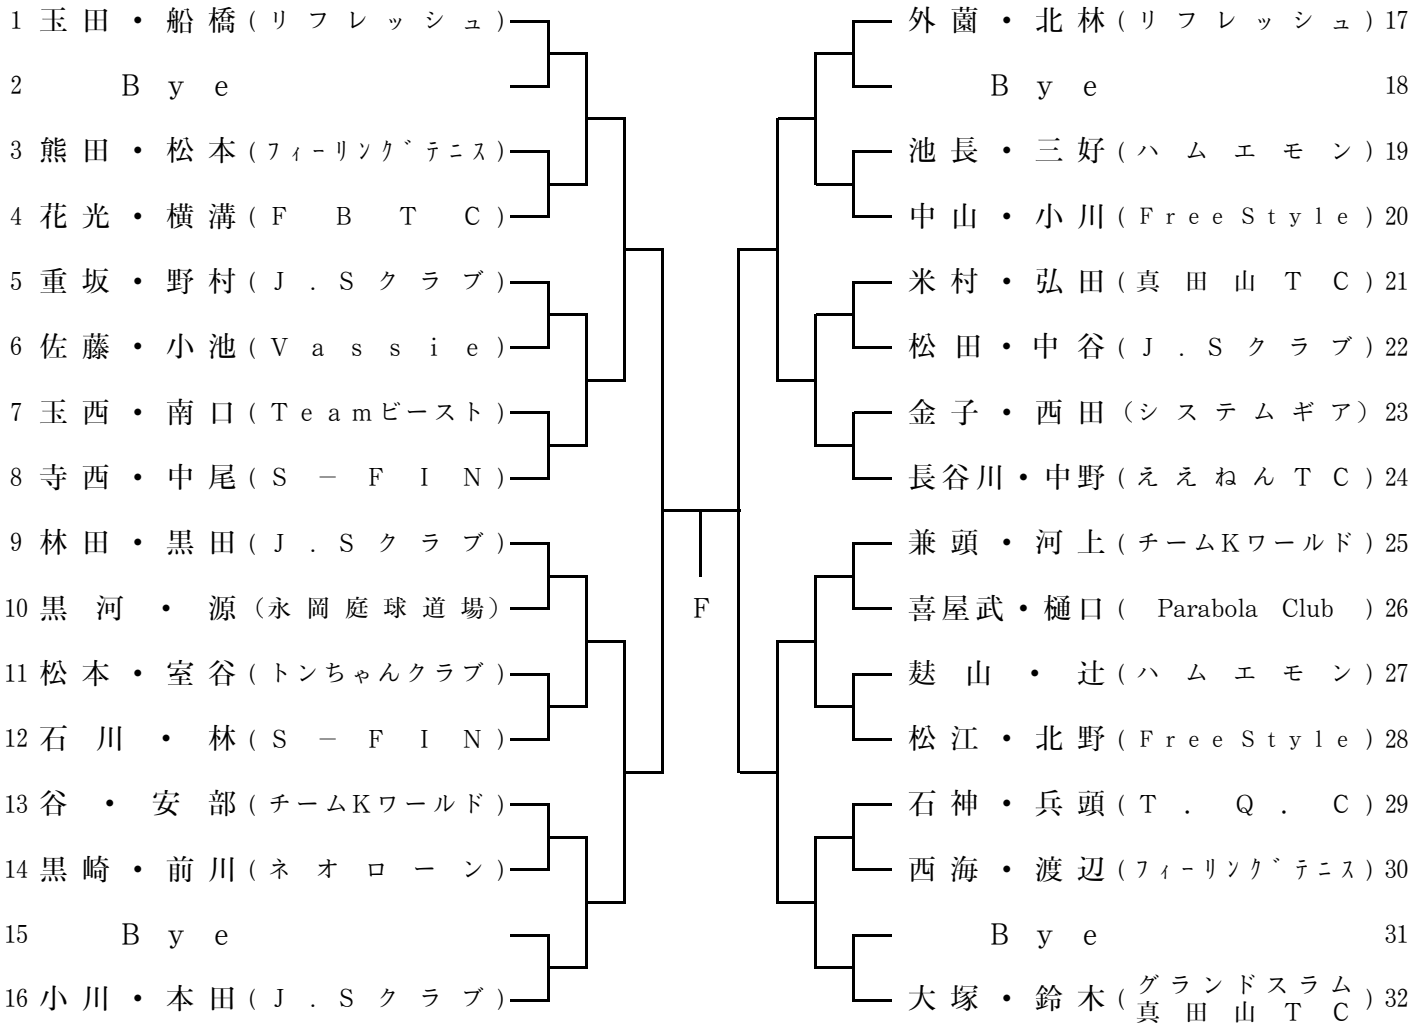 1 玉田・船橋(リフレッシュ)
2 Bye
3 熊田・松本(フィーリングテニス)
4 花光・横溝(FBTC)
5 重坂・野村(J.Sクラブ)
6 佐藤・小池(Vassie)
7 玉西・南口(Teamビースト)
8 寺西・中尾(S-FIN)
9 林田・黒田(J.Sクラブ)
10 黒河・源(永岡庭球道場)
11 松本・室谷(トンちゃんクラブ)
12 石川・林(S-FIN)
13 谷・安部(チームKワールド)
14 黒崎・前川(ネオローン)
15 Bye
16 小川・本田(J.Sクラブ)
F
外薗・北林(リフレッシュ) 17
Bye 18
池長・三好(ハムエモン) 19
中山・小川(FreeStyle) 20
米村・弘田(真田山TC) 21
松田・中谷(J.Sクラブ) 22
金子・西田(システムギア) 23
長谷川・中野(ええねんTC) 24
兼頭・河上(チームKワールド) 25
喜屋武・樋口( Parabola Club ) 26
麸山・辻(ハムエモン) 27
松江・北野(FreeStyle) 28
石神・兵頭(T.Q.C) 29
西海・渡辺(フィーリングテニス) 30
Bye 31
大塚・鈴木(グランドスラム
真田山TC) 32